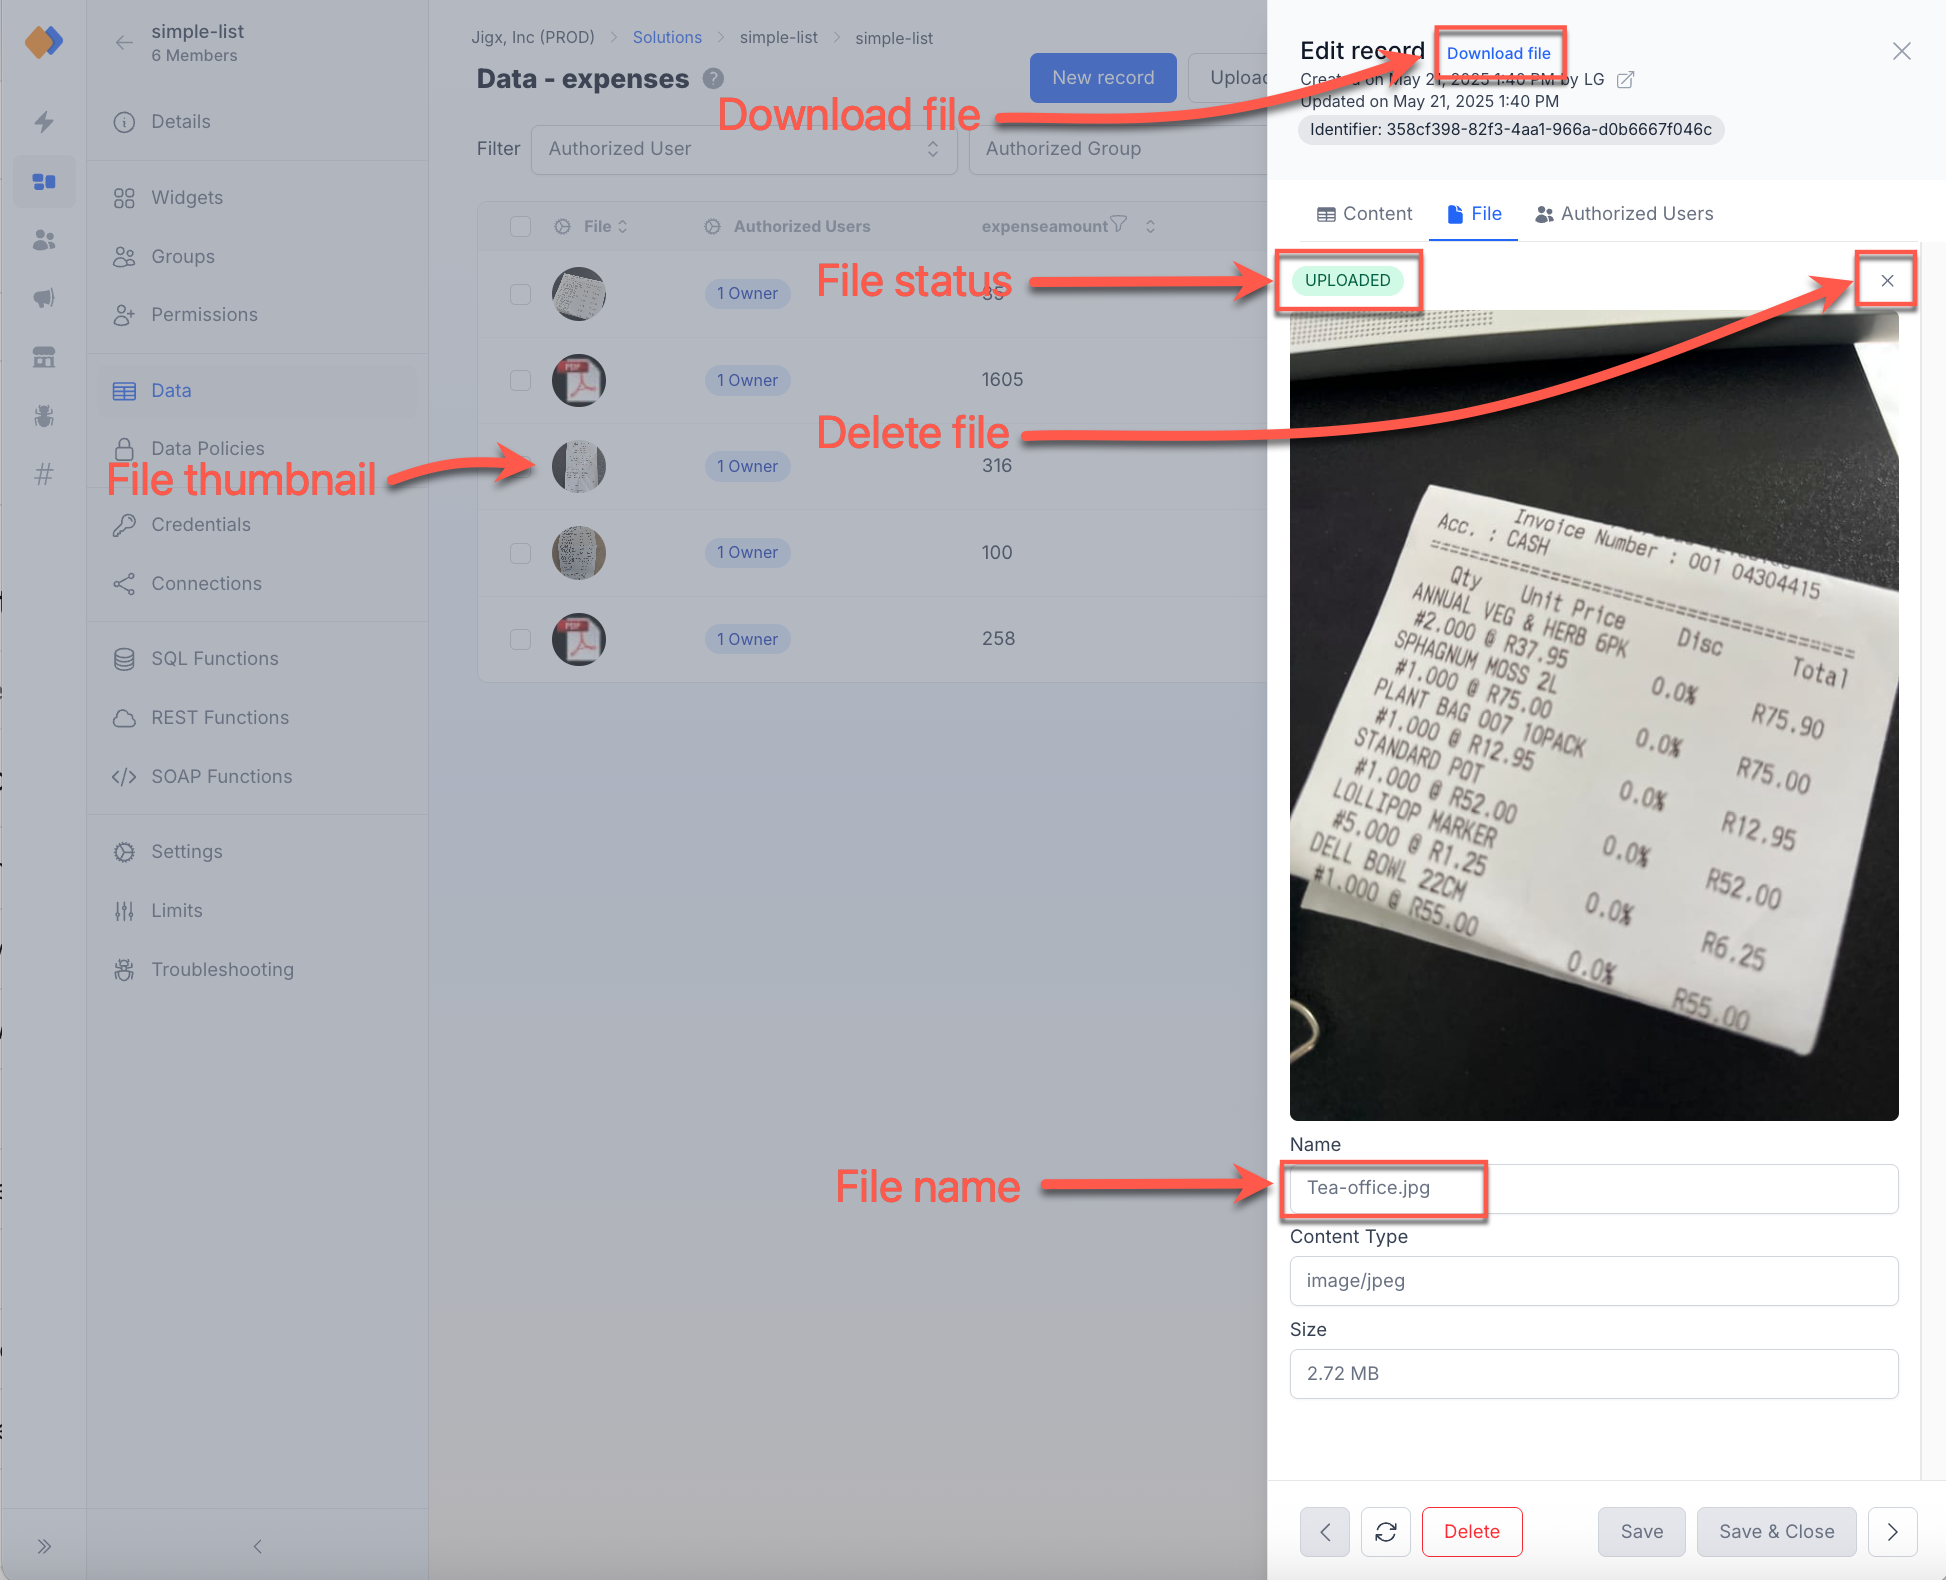 simple-list
6 Members
Details
Widgets
Groups
Permissions
Data
Data Policies
File thumbnail
Credentials
Connections
SQL Functions
REST Functions
SOAP Functions
Settings
Limits
Troubleshooting
Jigx, Inc (PROD) > Solutions > simple-list > simple-list
Data - expenses ?
New record
Download file
Filter
Authorized User
Authorized Group
File
Authorized Users
expenseamount
1 Owner
File status
1 Owner
1605
Delete file
1 Owner
316
1 Owner
100
1 Owner
258
File name
Edit record
Download file
Created on May 21, 2025 1:40 PM by LG
Updated on May 21, 2025 1:40 PM
Identifier: 358cf398-82f3-4aa1-966a-d0b6667f046c
Content
File
Authorized Users
UPLOADED
Invoice Number : 001 04304415
Acc. : CASH
Qty Unit Price Disc Total
ANNUAL VEG & HERB 6PK
#2.000 @ R37.95 0.0% R75.90
SPHAGNUM MOSS 2L
#1.000 @ R75.00 0.0% R75.00
PLANT BAG 007 10PACK
#1.000 @ R12.95 0.0% R12.95
STANDARD POT
#1.000 @ R52.00 0.0% R52.00
LOLLIPOP MARKER
#5.000 @ R1.25 0.0% R6.25
DELL BOWL 22CM
#1.000 @ R55.00 0.0% R55.00
Name
Tea-office.jpg
Content Type
image/jpeg
Size
2.72 MB
Delete
Save
Save & Close